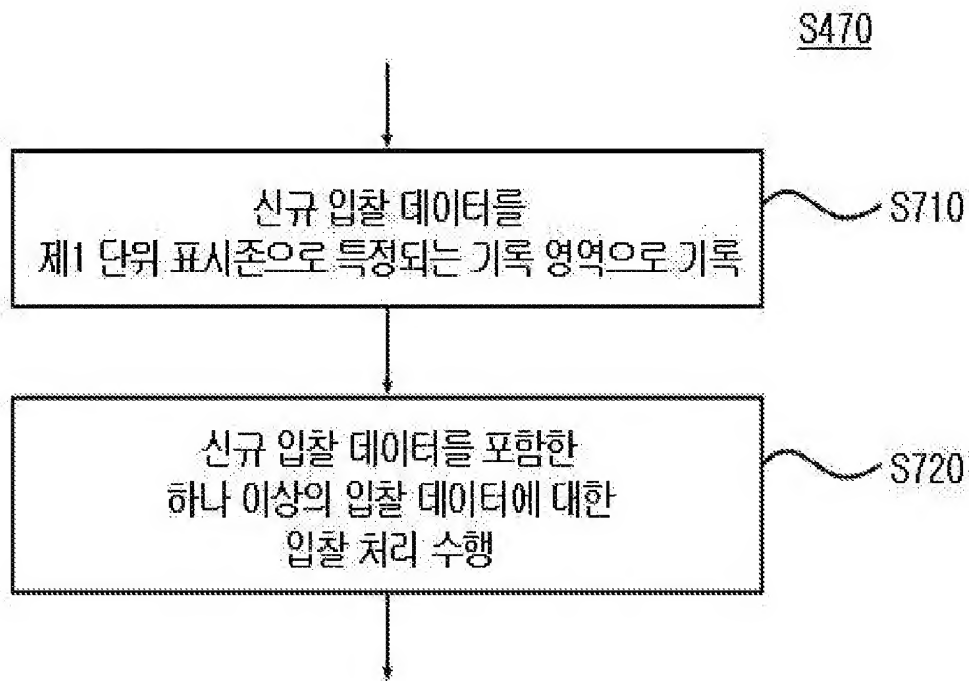 S470
신규 입찰 데이터를
제1 단위 표시존으로 특정되는 기록 영역으로 기록
S710
신규 입찰 데이터를 포함한
하나 이상의 입찰 데이터에 대한
입찰 처리 수행
S720